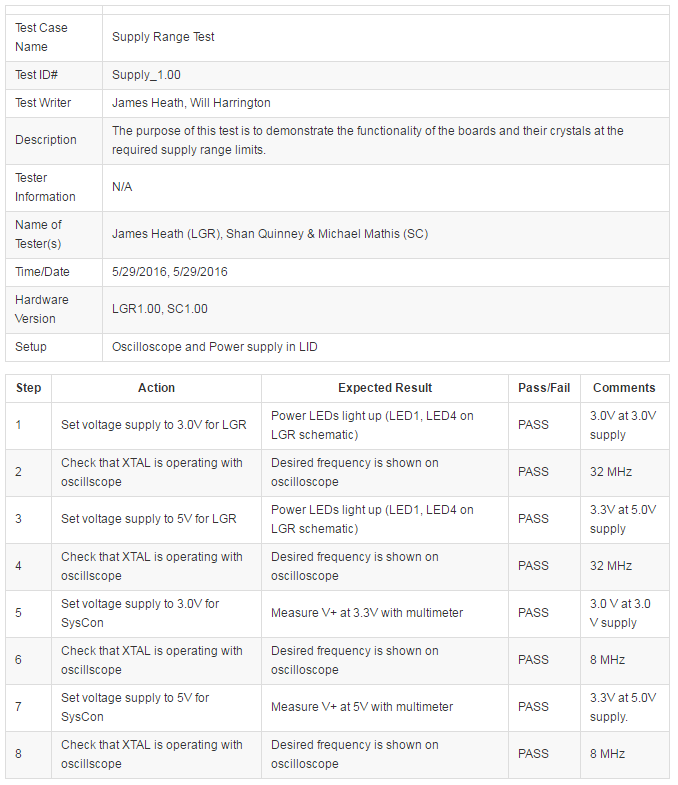 Test Case
Name
Supply Range Test
Test ID#
Supply_1.00
Test Writer
James Heath, Will Harrington
Description
The purpose of this test is to demonstrate the functionality of the boards and their crystals at the
required supply range limits.
Tester
Information
N/A
Name of
Tester(s)
James Heath (LGR), Shan Quinney & Michael Mathis (SC)
Time/Date
5/29/2016, 5/29/2016
Hardware
Version
LGR1.00, SC1.00
Setup
Oscilloscope and Power supply in LID
Step Action Expected Result Pass/Fail Comments
1
Set voltage supply to 3.0V for LGR
Power LEDs light up (LED1, LED4 on
LGR schematic)
PASS
3.0V at 3.0V
supply
2
Check that XTAL is operating with
oscillscope
Desired frequency is shown on
oscilloscope
PASS
32 MHz
3
Set voltage supply to 5V for LGR
Power LEDs light up (LED1, LED4 on
LGR schematic)
PASS
3.3V at 5.0V
supply
4
Check that XTAL is operating with
oscillscope
Desired frequency is shown on
oscilloscope
PASS
32 MHz
5
Set voltage supply to 3.0V for
SysCon
Measure V+ at 3.3V with multimeter
PASS
3.0 V at 3.0
V supply
6
Check that XTAL is operating with
oscillscope
Desired frequency is shown on
oscilloscope
PASS
8 MHz
7
Set voltage supply to 5V for
SysCon
Measure V+ at 5V with multimeter
PASS
3.3V at 5.0V
supply.
8
Check that XTAL is operating with
oscillscope
Desired frequency is shown on
oscilloscope
PASS
8 MHz